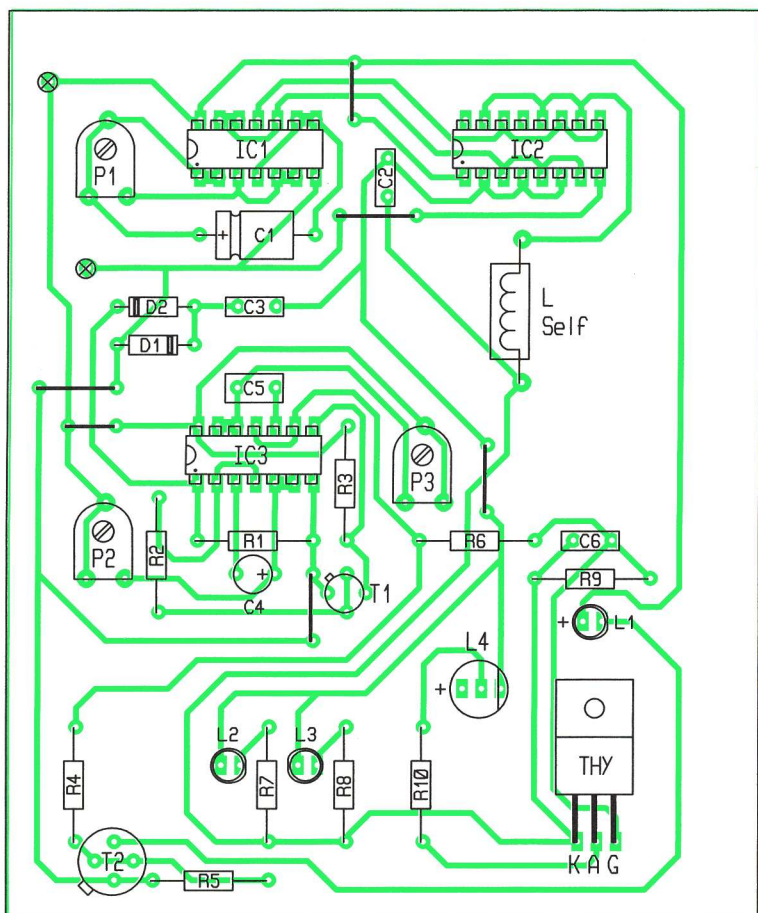 IC1
IC2
P1
C2
+ C1
L
Self
D2
C3
D1
C5
IC3
P3
R3
P2
R2
R1
R6
C6
+
C4
T1
R9
+ L1
L4
+
THY
L2
L3
R4
R7
R8
R10
K A G
T2
R5